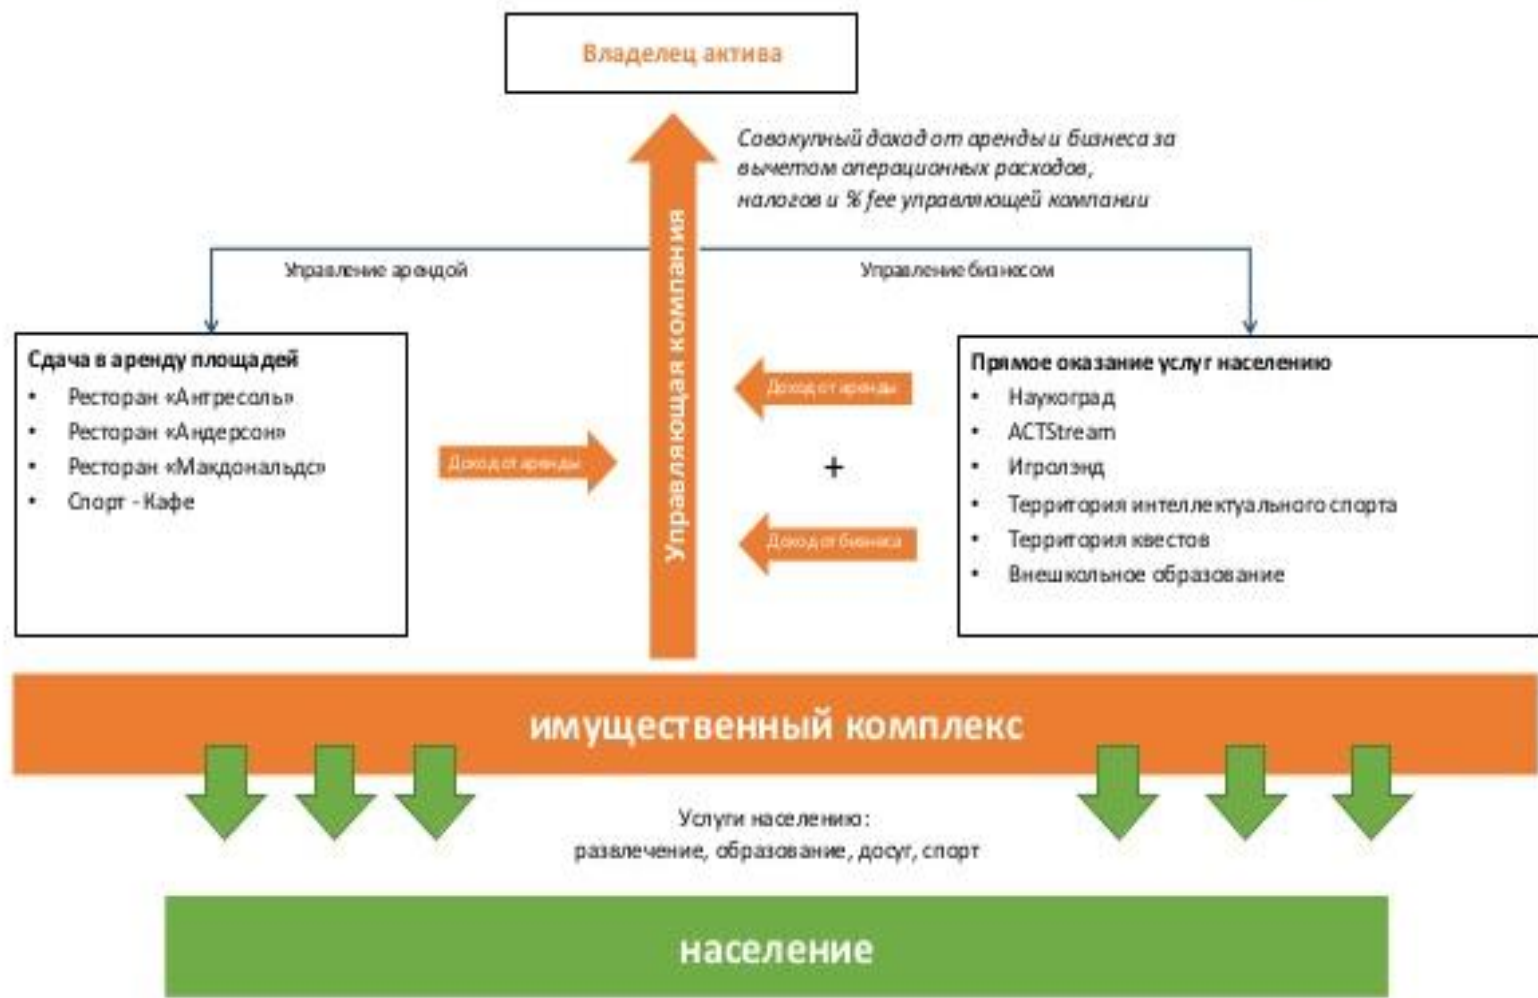 Владелец актива
Совокупный доход от аренды и бизнеса за
вычетом операционных расходов,
налогов и % fee управляющей компании
Управление арендой
Управление бизнесом
Управляющая компания
Сдача в аренду площадей
• Ресторан «Антресоль»
• Ресторан «Андерсон»
• Ресторан «Макдональдс»
• Спорт - Кафе
Доход от аренды
Доход от аренды
+
Доход от бизнеса
Прямое оказание услуг населению
• Наукоград
• ACTStream
• Игролэнд
• Территория интеллектуального спорта
• Территория квестов
• Внешкольное образование
имущественный комплекс
Услуги населению:
развлечение, образование, досуг, спорт
население